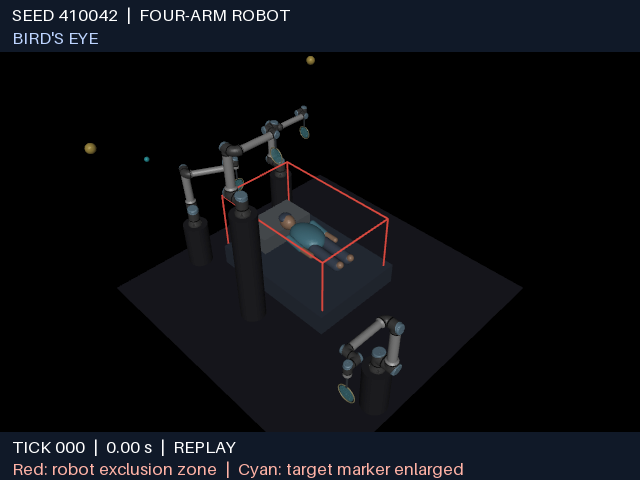 SEED 410042 | FOUR-ARM ROBOT
BIRD'S EYE
TICK 000 | 0.00 s | REPLAY
Red: robot exclusion zone | Cyan: target marker enlarged